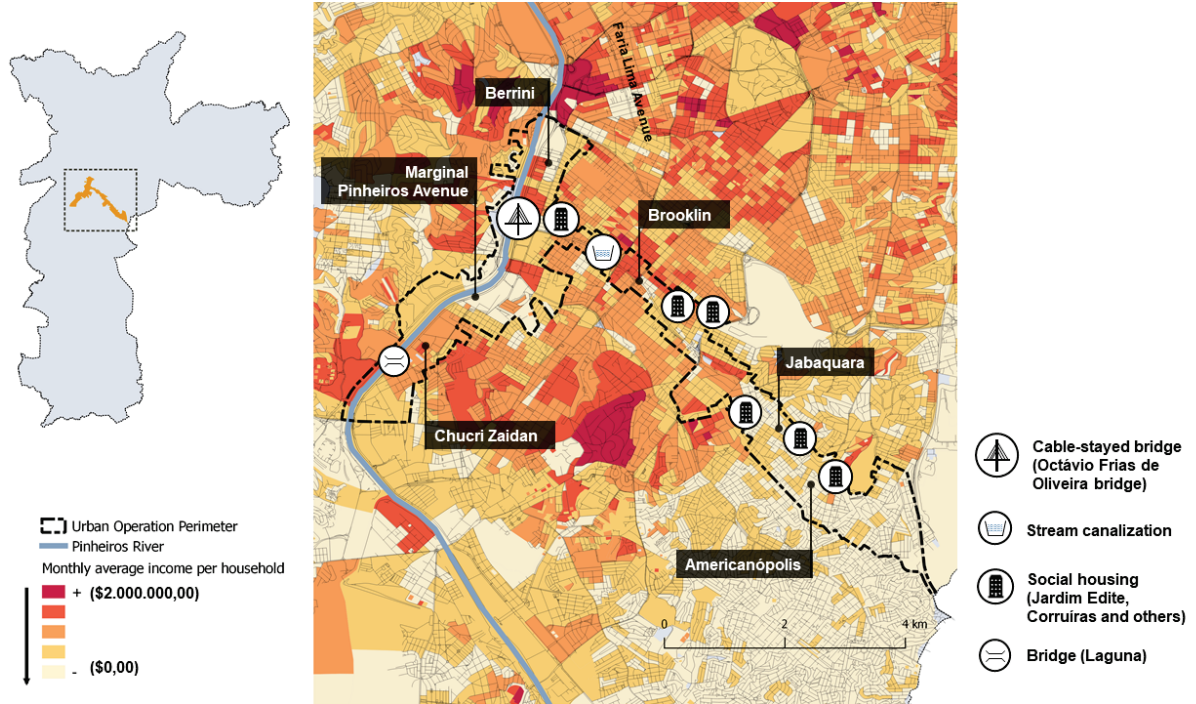 Faria Lima Avenue
Berrini
Marginal
Pinheiros Avenue
Brooklin
Jabaquara
Chucri Zaidan
Americanópolis
0 2 4 km
Urban Operation Perimeter
Pinheiros River
Monthly average income per household
+ ($2.000.000,00)
- ($0,00)
Cable-stayed bridge
(Octávio Frias de
Oliveira bridge)
Stream canalization
Social housing
(Jardim Edite,
Corruíras and others)
Bridge (Laguna)